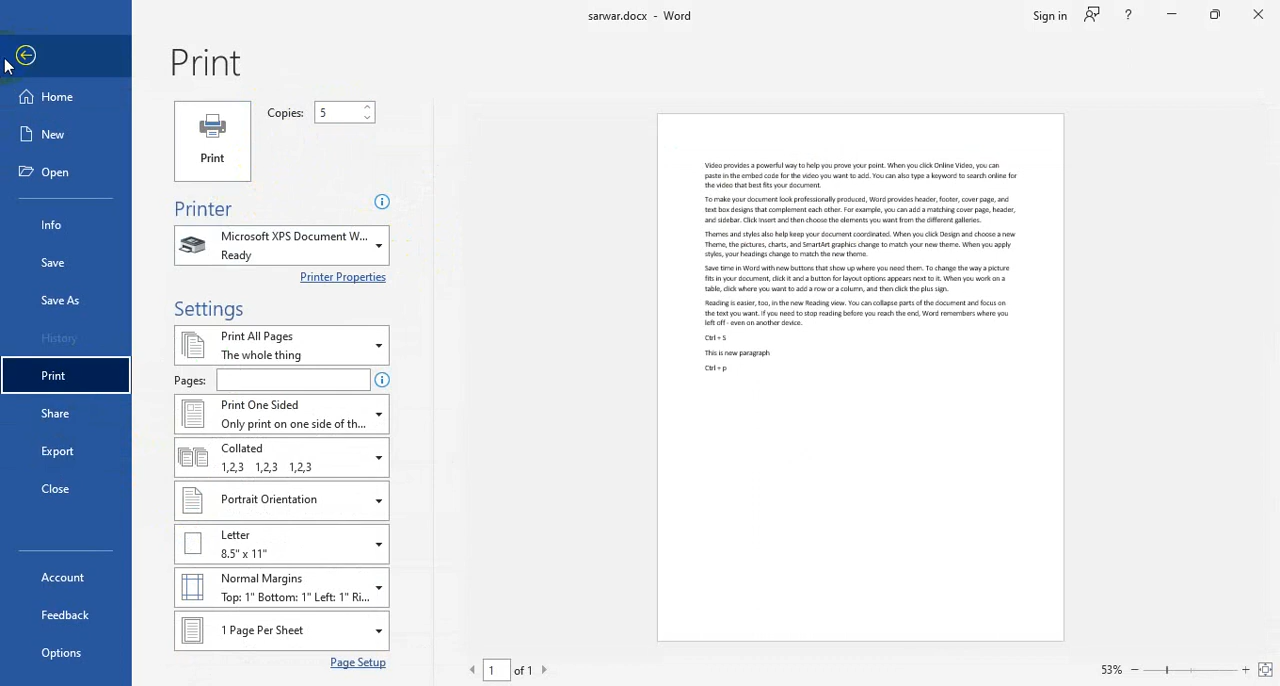 sarwar.docx - Word
Sign in
?
Print
Home
New
Open
Info
Save
Save As
History
Print
Share
Export
Close
Account
Feedback
Options
Print
Copies: 5
Printer
Microsoft XPS Document W...
Ready
Printer Properties
Settings
Print All Pages
The whole thing
Pages:
Print One Sided
Only print on one side of th...
Collated
1,2,3 1,2,3 1,2,3
Portrait Orientation
Letter
8.5" x 11"
Normal Margins
Top: 1" Bottom: 1" Left: 1" Ri...
1 Page Per Sheet
Page Setup
Video provides a powerful way to help you prove your point. When you click Online Video, you can
paste in the embed code for the video you want to add. You can also type a keyword to search online for
the video that best fits your document.
To make your document look professionally produced, Word provides header, footer, cover page, and
text box designs that complement each other. For example, you can add a matching cover page, header,
and sidebar. Click Insert and then choose the elements you want from the different galleries.
Themes and styles also help keep your document coordinated. When you click Design and choose a new
Theme, the pictures, charts, and SmartArt graphics change to match your new theme. When you apply
styles, your headings change to match the new theme.
Save time in Word with new buttons that show up where you need them. To change the way a picture
fits in your document, click it and a button for layout options appears next to it. When you work on a
table, click where you want to add a row or a column, and then click the plus sign.
Reading is easier, too, in the new Reading view. You can collapse parts of the document and focus on
the text you want. If you need to stop reading before you reach the end, Word remembers where you
left off - even on another device.
Ctrl + S
This is new paragraph
Ctrl + p
1 of 1
53%